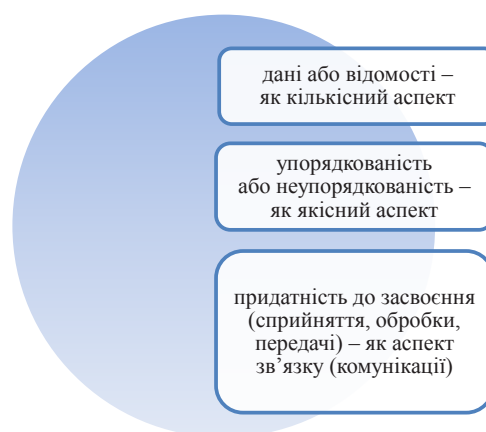 дані або відомості –
як кількісний аспект
упорядкованість
або неупорядкованість –
як якісний аспект
придатність до засвоєння
(сприйняття, обробки,
передачі) – як аспект
зв’язку (комунікації)